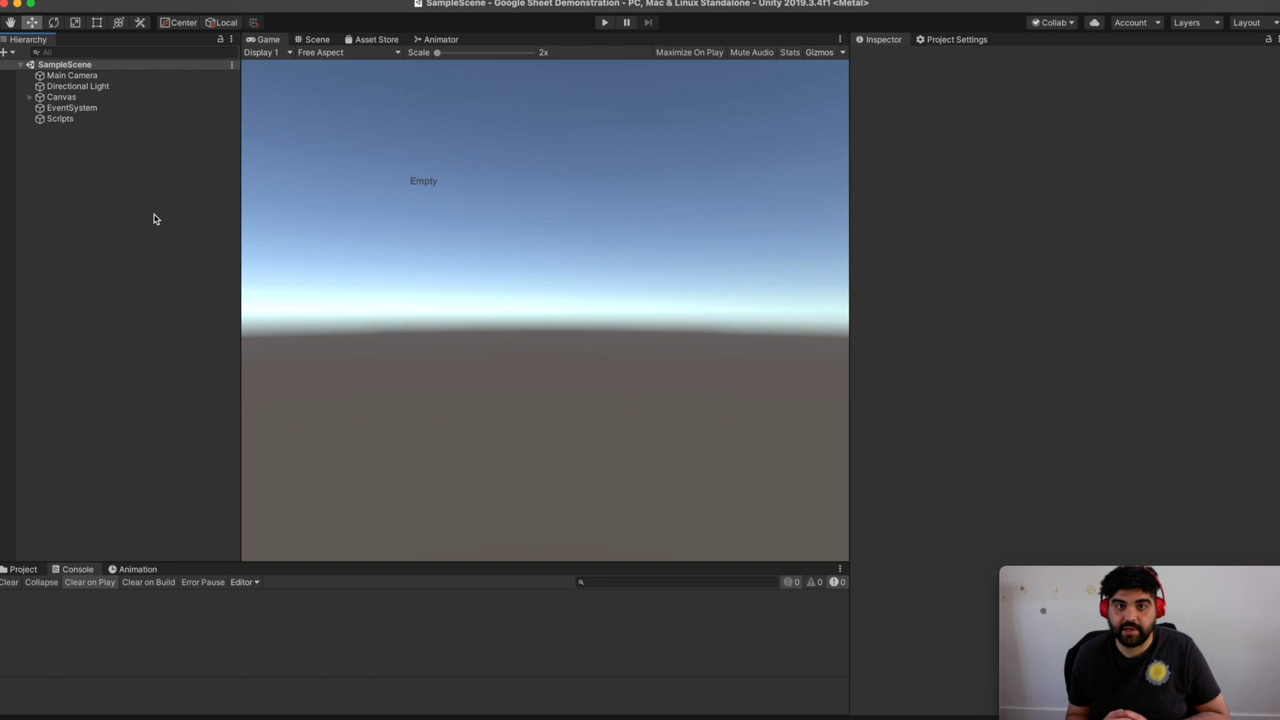 SampleScene - Google Sheet Demonstration - PC, Mac & Linux Standalone - Unity 2019.3.4f1 <Metal>
Center Local Collab Account Layers Layout
Hierarchy Game Scene Asset Store Animator Inspector Project Settings
All Display 1 Free Aspect Scale 2x Maximize On Play Mute Audio Stats Gizmos
SampleScene
Main Camera
Directional Light
Canvas
EventSystem
Scripts
Empty
Project Console Animation
Clear Collapse Clear on Play Clear on Build Error Pause Editor 0 0 0